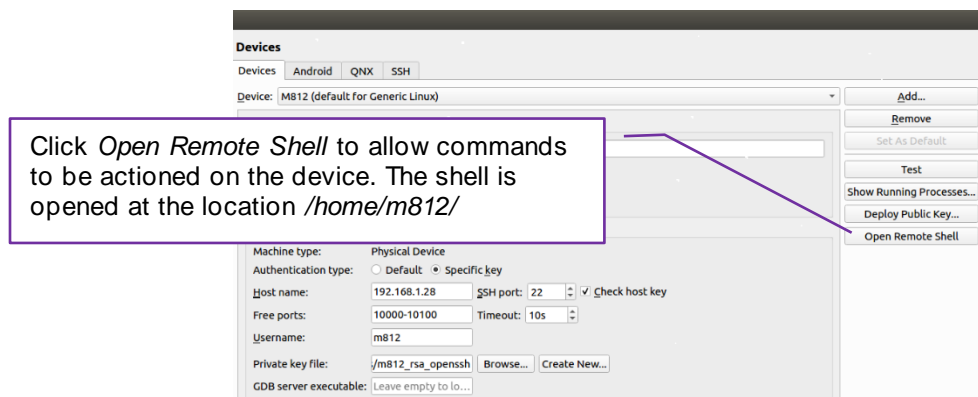 Devices
Devices Android QNX SSH
Device: M812 (default for Generic Linux) Add...
Remove
Set As Default
Click Open Remote Shell to allow commands
to be actioned on the device. The shell is
opened at the location /home/m812/
Test
Show Running Processes...
Deploy Public Key...
Open Remote Shell
Machine type: Physical Device
Authentication type: Default Specific key
Host name: 192.168.1.28 SSH port: 22 Check host key
Free ports: 10000-10100 Timeout: 10s
Username: m812
Private key file: /m812_rsa_openssh Browse... Create New...
GDB server executable: Leave empty to lo...